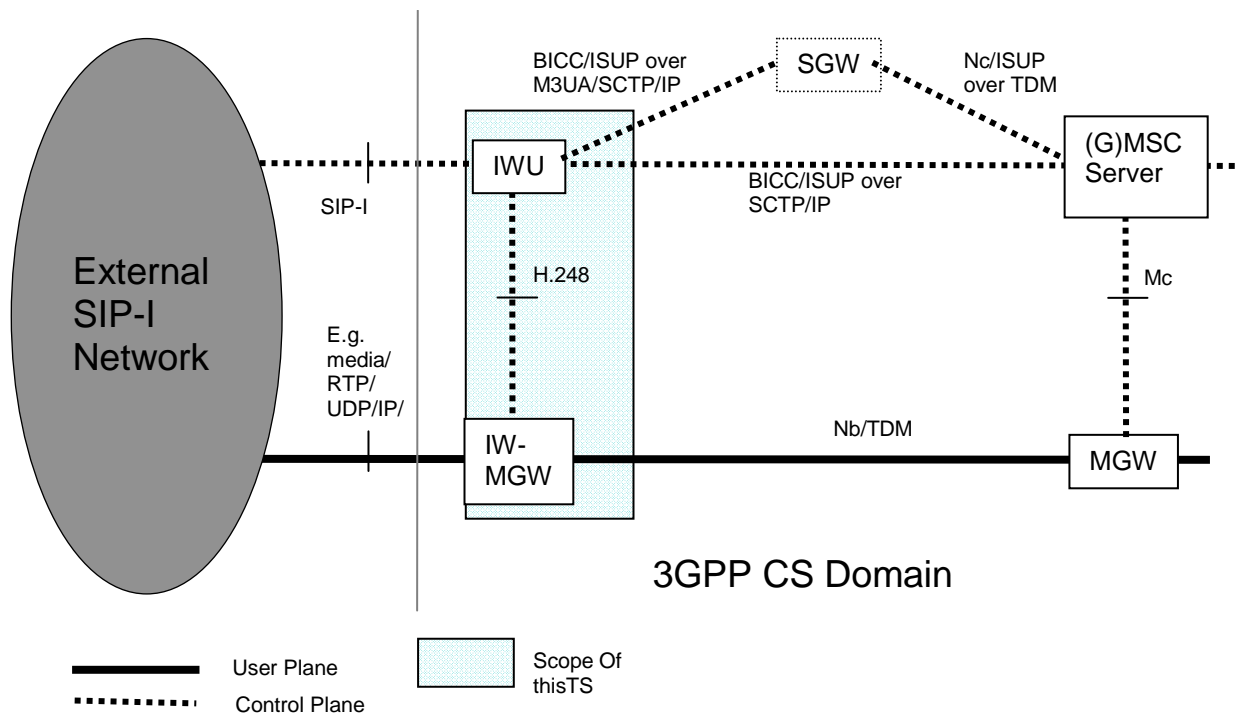 BICC/ISUP over
M3UA/SCTP/IP
SGW
Nc/ISUP
over TDM
IWU
(G)MSC
Server
SIP-I
BICC/ISUP over
SCTP/IP
External
SIP-I
Network
H.248
Mc
E.g.
media/
RTP/
UDP/IP/
IW-
MGW
Nb/TDM
MGW
3GPP CS Domain
User Plane
Control Plane
Scope Of
thisTS